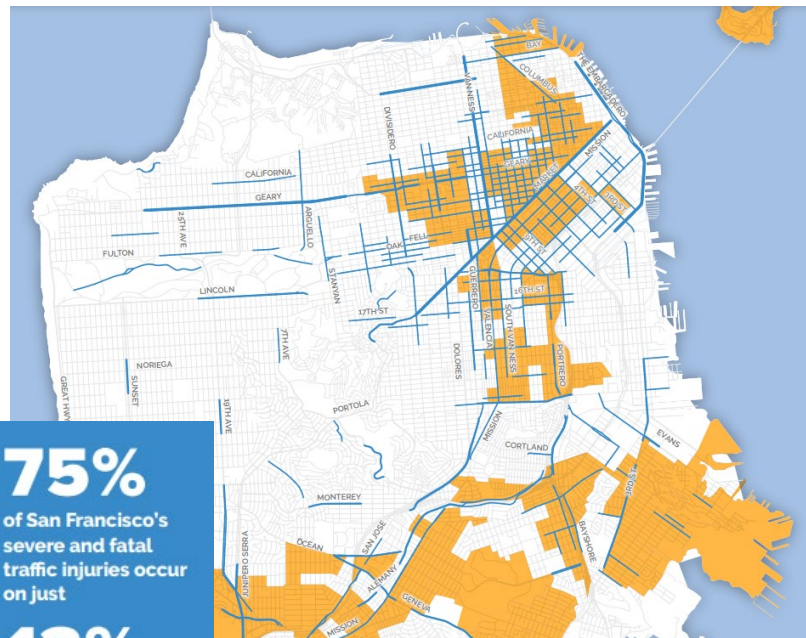 BAY
COLUMBUS
THE EMBARCADERO
VAN NESS
DIVISIDERO
CALIFORNIA
MISSION
GEARY
MARKET
CALIFORNIA
4TH ST
3RD ST
GEARY
25TH AVE
ARGUELLO
FELL
OAK
9TH ST
FULTON
STANYAN
GUERRERO
16TH ST
LINCOLN
17TH ST
VALENCIA
SOUTH VAN NESS
7TH AVE
DOLORES
PORTRERO
NORIEGA
GREAT HWY
SUNSET
19TH AVE
PORTOLA
MISSION
CORTLAND
EVANS
3RD ST
MONTEREY
SAN JOSE
BAYSHORE
OCEAN
JUNIPERO SERRA
ALEMANY
GENEVA
MISSION
75%
of San Francisco's
severe and fatal
traffic injuries occur
on just